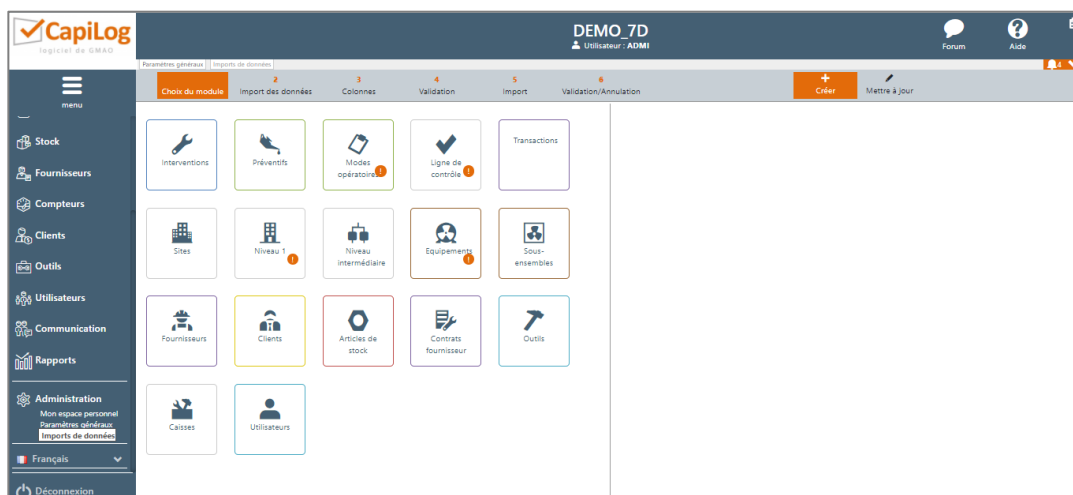 CapiLog
logiciel de GMAO
DEMO_7D
Utilisateur : ADMI
Forum
Aide
Paramètres généraux
Imports de données
4
menu
Choix du module
2
Import des données
3
Colonnes
4
Validation
5
Import
6
Validation/Annulation
Créer
Mettre à jour
Stock
Fournisseurs
Compteurs
Clients
Outils
Utilisateurs
Communication
Rapports
Administration
Mon espace personnel
Paramètres généraux
Imports de données
Français
Déconnexion
Interventions
Préventifs
Modes
opératoires
Ligne de
contrôle
Transactions
Sites
Niveau 1
Niveau
intermédiaire
Equipements
Sous-
ensembles
Fournisseurs
Clients
Articles de
stock
Contrats
fournisseur
Outils
Caisses
Utilisateurs